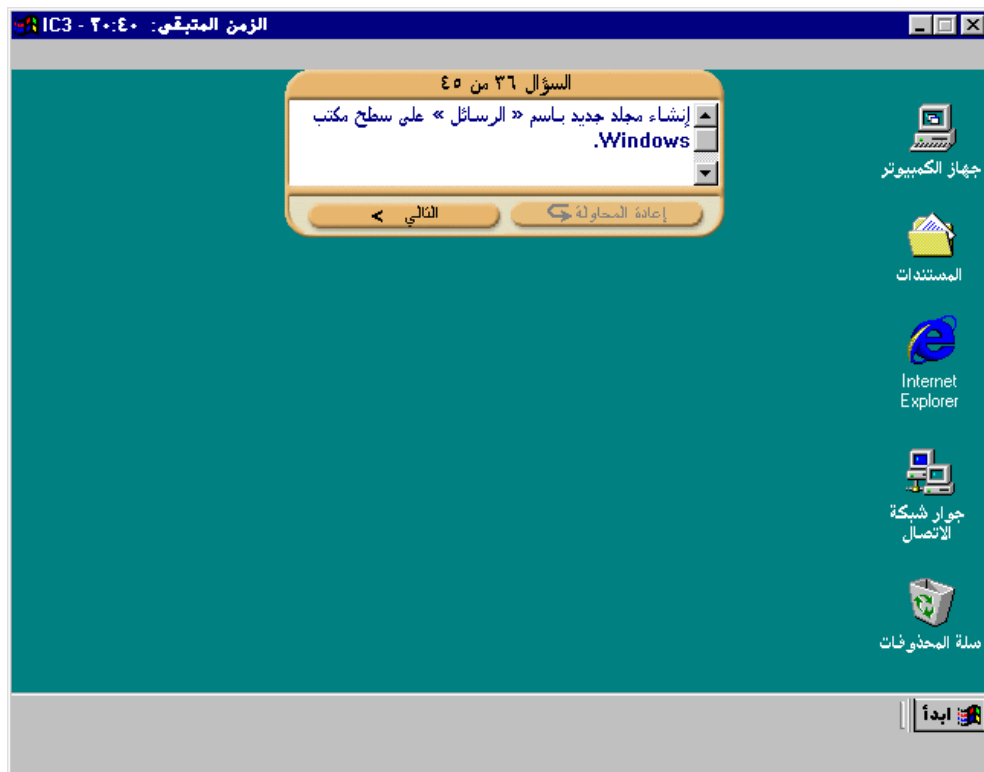 الزمن المتبقي: ٢٠:٤٠ - IC3
السؤال ٣٦ من ٤٥
إنشاء مجلد جديد باسم « الرسائل » على سطح مكتب
Windows.
إعادة المحاولة
التالي >
جهاز الكمبيوتر
المستندات
Internet
Explorer
جوار شبكة
الاتصال
سلة المحذوفات
ابدأ